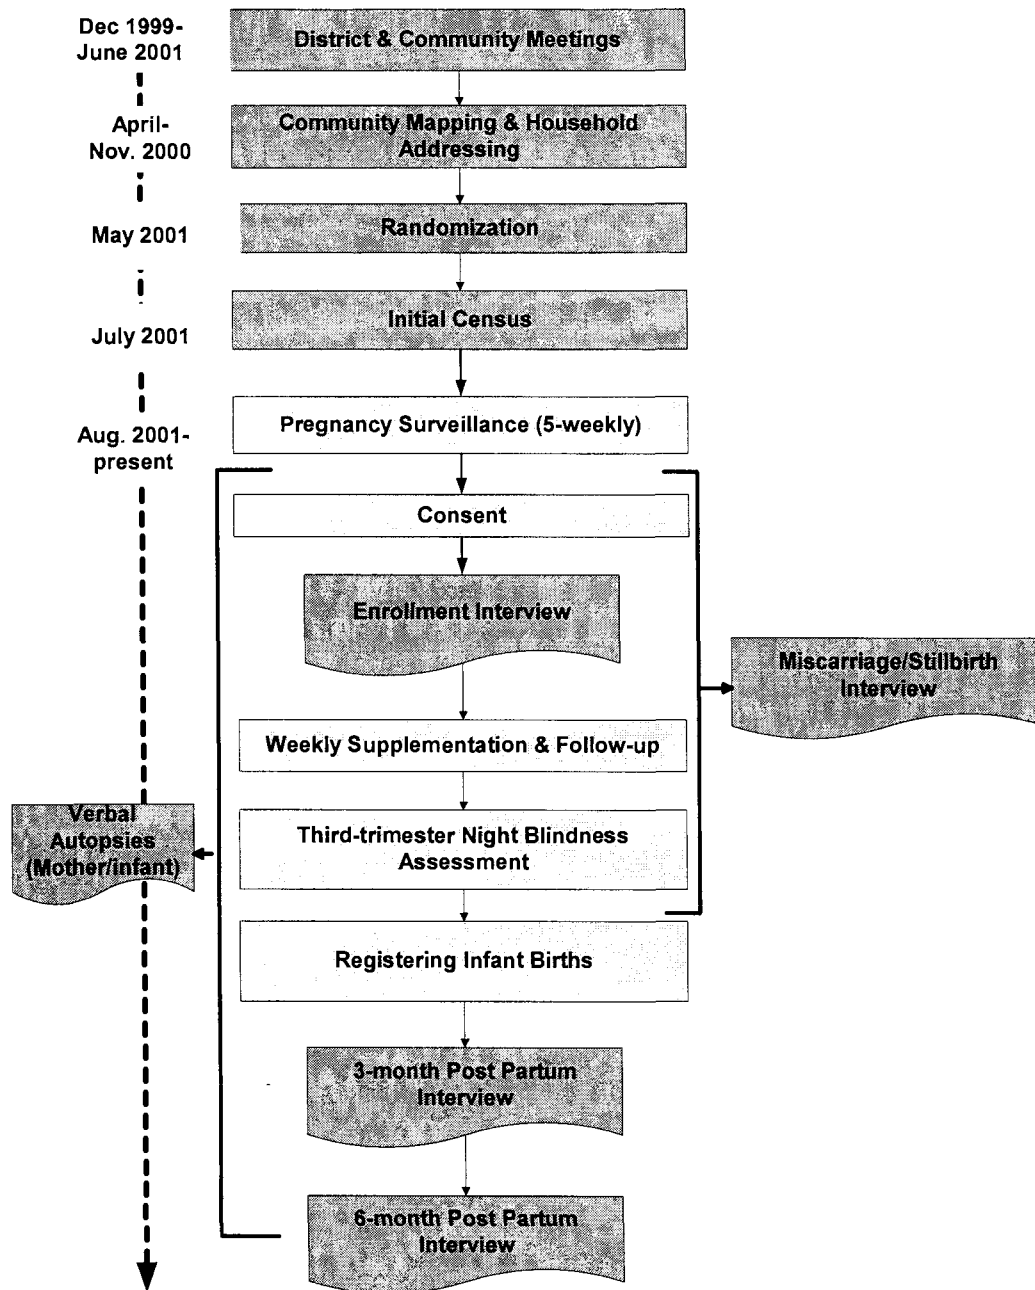 Dec 1999-
June 2001
District & Community Meetings
April-
Nov. 2000
Community Mapping & Household
Addressing
May 2001
Randomization
July 2001
Initial Census
Aug. 2001-
present
Pregnancy Surveillance (5-weekly)
Consent
Enrollment Interview
Miscarriage/Stillbirth
Interview
Weekly Supplementation & Follow-up
Verbal
Autopsies
(Mother/infant)
Third-trimester Night Blindness
Assessment
Registering Infant Births
3-month Post Partum
Interview
6-month Post Partum
Interview